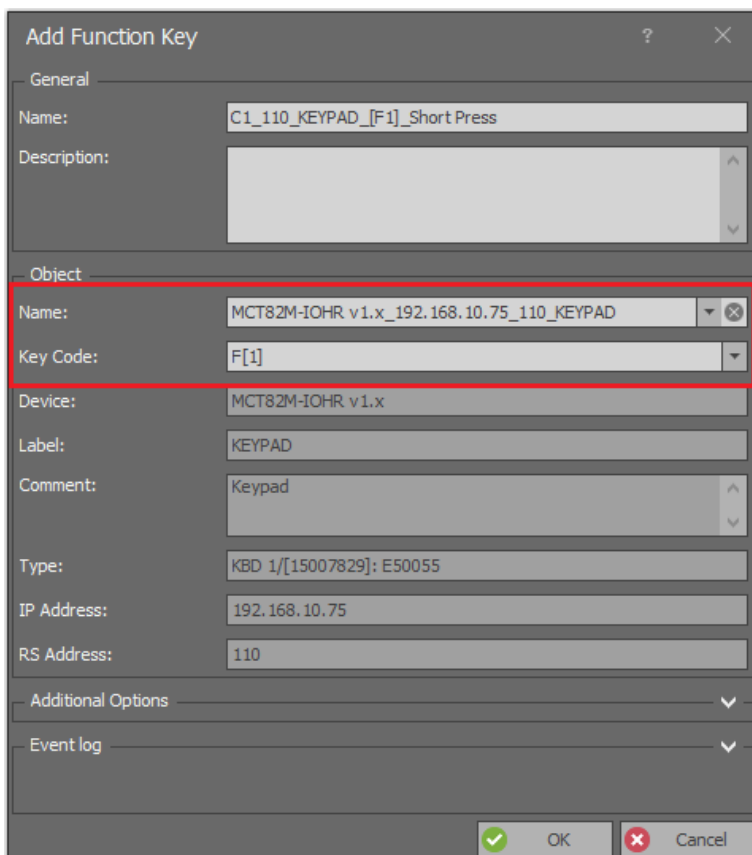 Add Function Key ?
General
Name: C1_110_KEYPAD_[F1]_Short Press
Description:
Object
Name: MCT82M-IOHR v1.x_192.168.10.75_110_KEYPAD
Key Code: F[1]
Device: MCT82M-IOHR v1.x
Label: KEYPAD
Comment: Keypad
Type: KBD 1/[15007829]: E50055
IP Address: 192.168.10.75
RS Address: 110
Additional Options
Event log
OK Cancel